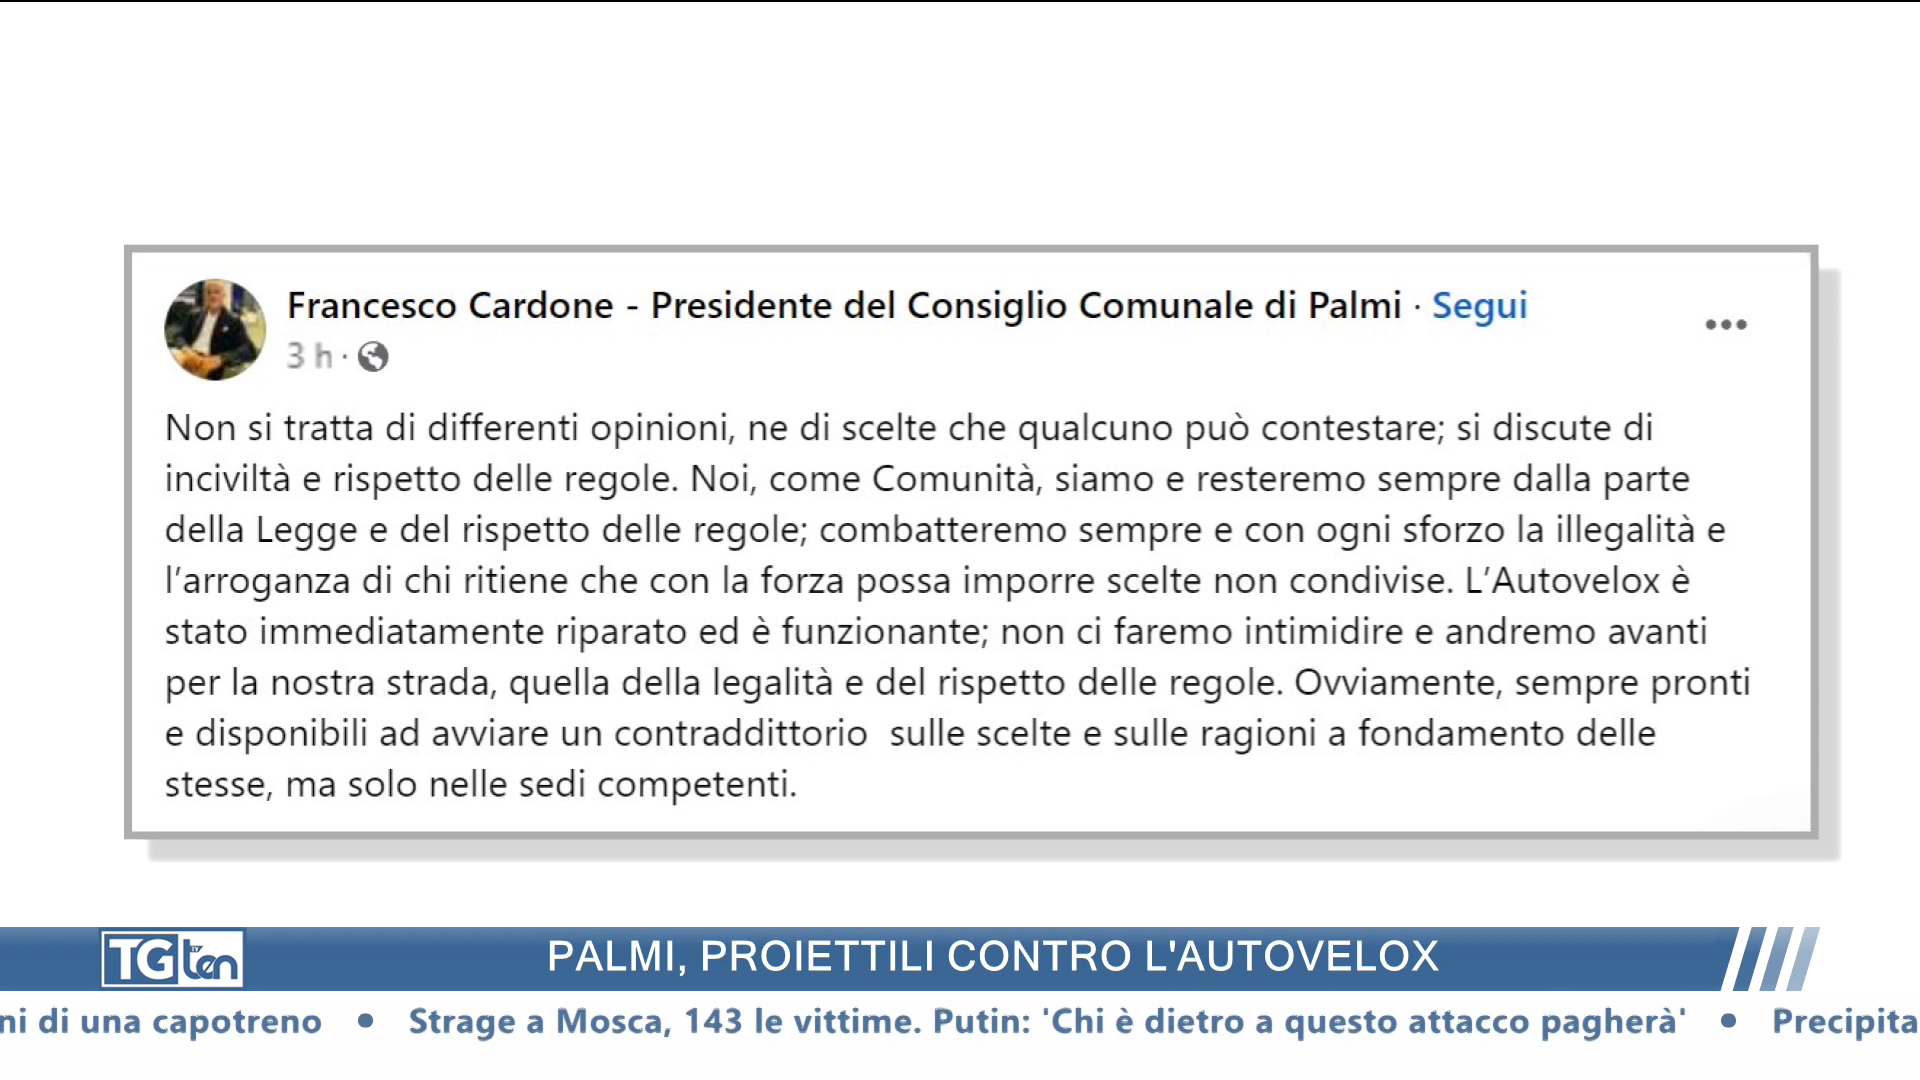 Francesco Cardone - Presidente del Consiglio Comunale di Palmi · Segui
3 h ·
Non si tratta di differenti opinioni, ne di scelte che qualcuno può contestare; si discute di
inciviltà e rispetto delle regole. Noi, come Comunità, siamo e resteremo sempre dalla parte
della Legge e del rispetto delle regole; combatteremo sempre e con ogni sforzo la illegalità e
l’arroganza di chi ritiene che con la forza possa imporre scelte non condivise. L’Autovelox è
stato immediatamente riparato ed è funzionante; non ci faremo intimidire e andremo avanti
per la nostra strada, quella della legalità e del rispetto delle regole. Ovviamente, sempre pronti
e disponibili ad avviare un contraddittorio  sulle scelte e sulle ragioni a fondamento delle
stesse, ma solo nelle sedi competenti.
TG ten TV
PALMI, PROIETTILI CONTRO L'AUTOVELOX
ni di una capotreno • Strage a Mosca, 143 le vittime. Putin: 'Chi è dietro a questo attacco pagherà' • Precipita